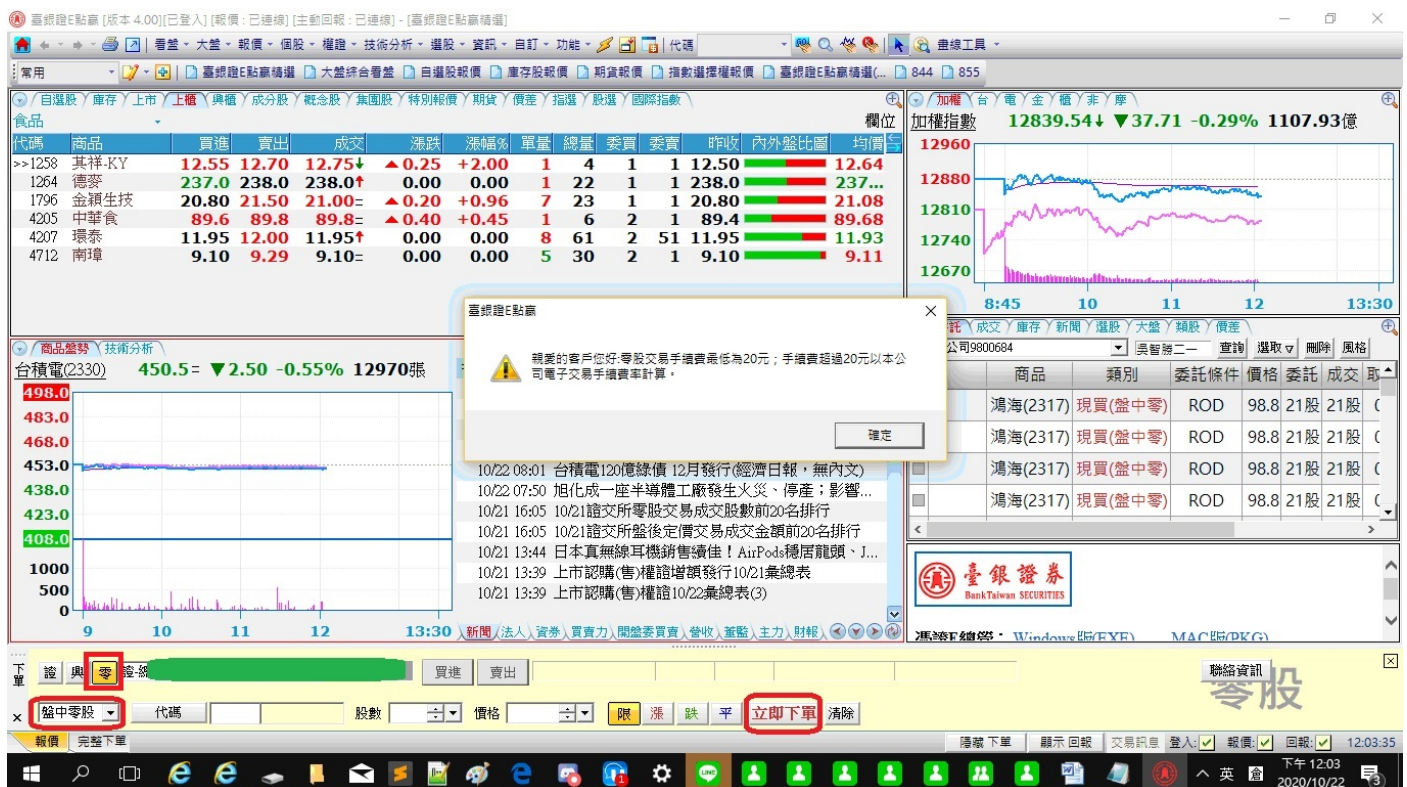 臺銀證E點贏 [版本 4.00][已登入] [報價 : 已連線] [主動回報 : 已連線] - [臺銀證E點贏精選]
看盤 大盤 報價 個股 權證 技術分析 選股 資訊 自訂 功能 代碼 畫線工具
常用 臺銀證E點贏精選 大盤綜合看盤 自選股報價 庫存股報價 期貨報價 指數選擇權報價 臺銀證E點贏精選(... 844 855
自選股 庫存 上市 上櫃 興櫃 成分股 概念股 集團股 特別報價 期貨 價差 指選 股選 國際指數
食品 欄位
代碼 商品 買進 賣出 成交 漲跌 漲幅% 單量 總量 委買 委賣 昨收 內外盤比圖 均價
>>1258 其祥-KY 12.55 12.70 12.75↓ ▲0.25 +2.00 1 4 1 1 12.50 12.64
1264 德麥 237.0 238.0 238.0↑ 0.00 0.00 1 22 1 1 238.0 237...
1796 金穎生技 20.80 21.50 21.00= ▲0.20 +0.96 7 23 1 1 20.80 21.08
4205 中華食 89.6 89.8 89.8= ▲0.40 +0.45 1 6 2 1 89.4 89.68
4207 環泰 11.95 12.00 11.95↑ 0.00 0.00 8 61 2 51 11.95 11.93
4712 南璋 9.10 9.29 9.10= 0.00 0.00 5 30 2 1 9.10 9.11
加權 台 電 金 櫃 非 摩
加權指數 12839.54↓ ▼37.71 -0.29% 1107.93億
12960
12880
12810
12740
12670
8:45 10 11 12 13:30
臺銀證E點贏
親愛的客戶您好:零股交易手續費最低為20元；手續費超過20元以本公
司電子交易手續費率計算。
確定
商品盤勢 技術分析
台積電(2330) 450.5= ▼2.50 -0.55% 12970張
498.0
483.0
468.0
453.0
438.0
423.0
408.0
1000
500
0
9 10 11 12 13:30
10/22 08:01 台積電120億綠債 12月發行(經濟日報，無內文)
10/22 07:50 旭化成一座半導體工廠發生火災、停產；影響...
10/21 16:05 10/21證交所零股交易成交股數前20名排行
10/21 16:05 10/21證交所盤後定價交易成交金額前20名排行
10/21 13:44 日本真無線耳機銷售續佳！AirPods穩居龍頭、J...
10/21 13:39 上市認購(售)權證增額發行10/21彙總表
10/21 13:39 上市認購(售)權證10/22彙總表(3)
新聞 法人 資券 買賣力 開盤委買賣 營收 董監 主力 財報
託 成交 庫存 新聞 選股 大盤 類股 價差
公司9800684 吳智勝二一 查詢 選取 刪除 風格
商品 類別 委託條件 價格 委託 成交 取
鴻海(2317) 現買(盤中零) ROD 98.8 21股 21股
鴻海(2317) 現買(盤中零) ROD 98.8 21股 21股
鴻海(2317) 現買(盤中零) ROD 98.8 21股 21股
鴻海(2317) 現買(盤中零) ROD 98.8 21股 21股
臺銀證券
BankTaiwan SECURITIES
Windows版(EXE) MAC版(PKG)
下單 證 興 零 買進 賣出 聯絡資訊
零股
盤中零股 代碼 股數 價格 限 漲 跌 平 立即下單 清除
報價 完整下單 隱藏 下單 顯示 回報 交易訊息 登入: 報價: 回報: 12:03:35
英 下午 12:03
2020/10/22